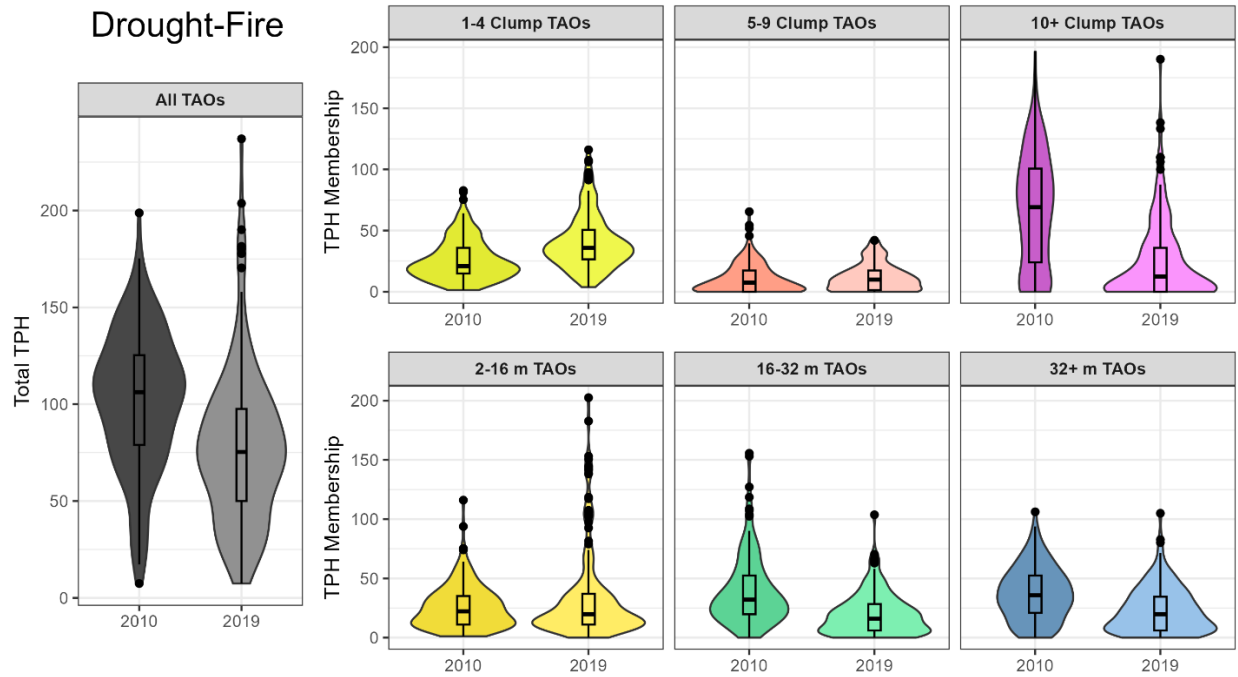 Drought-Fire
All TAOs
Total TPH
200
150
100
50
0
2010 2019
1-4 Clump TAOs
5-9 Clump TAOs
10+ Clump TAOs
TPH Membership
200
150
100
50
0
2010 2019
2010 2019
2010 2019
2-16 m TAOs
16-32 m TAOs
32+ m TAOs
TPH Membership
200
150
100
50
0
2010 2019
2010 2019
2010 2019